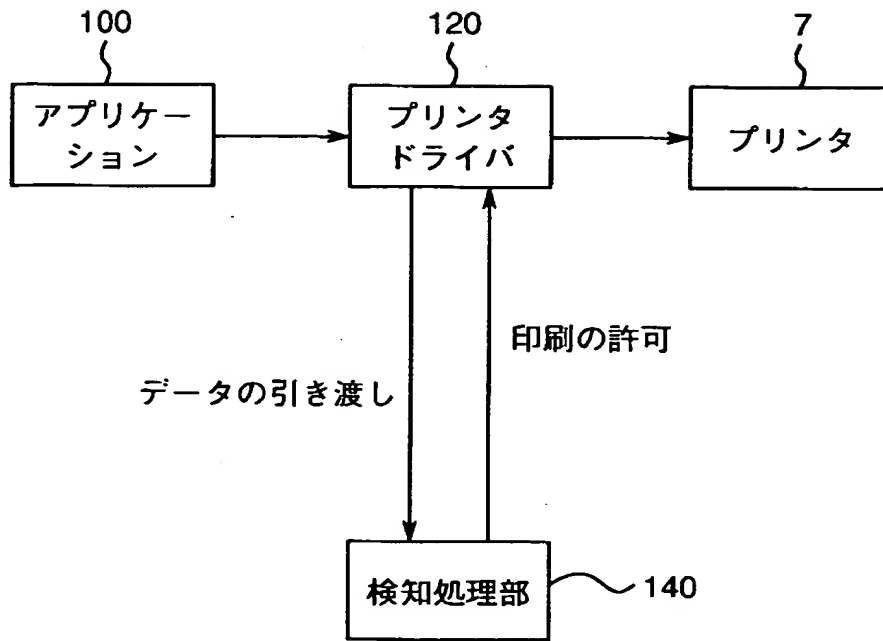 100
120
7
アプリケー
ション
プリンタ
ドライバ
プリンタ
印刷の許可
データの引き渡し
検知処理部
140